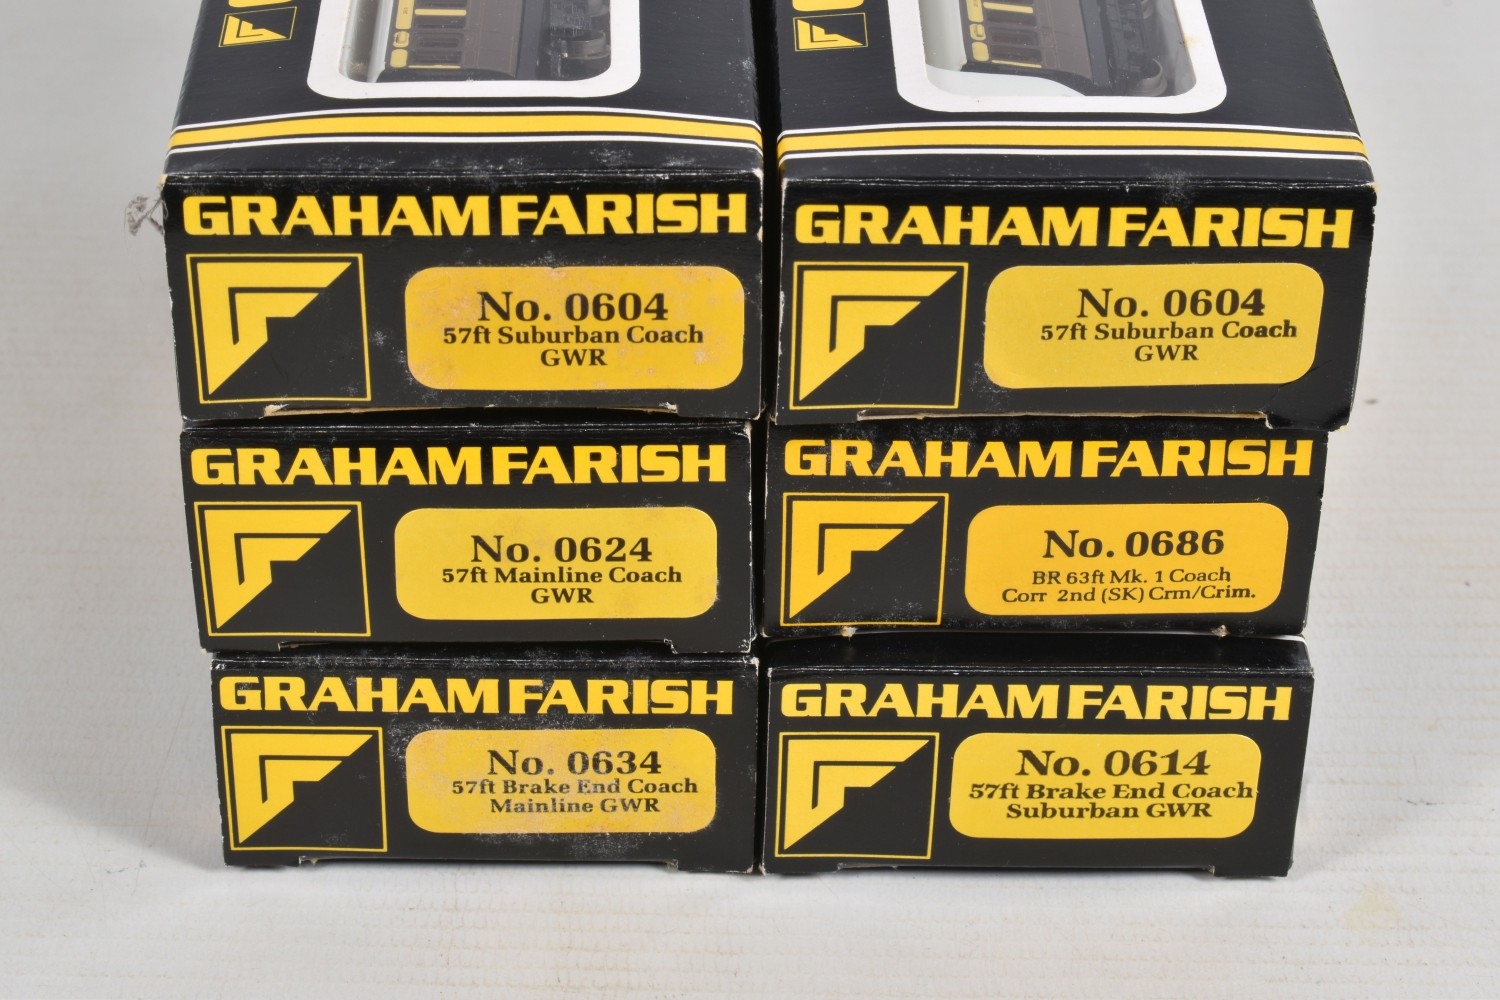 GRAHAM FARISH
No. 0604
57ft Suburban Coach
GWR
GRAHAM FARISH
No. 0604
57ft Suburban Coach
GWR
GRAHAM FARISH
No. 0624
57ft Mainline Coach
GWR
GRAHAM FARISH
No. 0686
BR 63ft Mk. 1 Coach
Corr 2nd (SK) Crm/Crim.
GRAHAM FARISH
No. 0634
57ft Brake End Coach
Mainline GWR
GRAHAM FARISH
No. 0614
57ft Brake End Coach
Suburban GWR